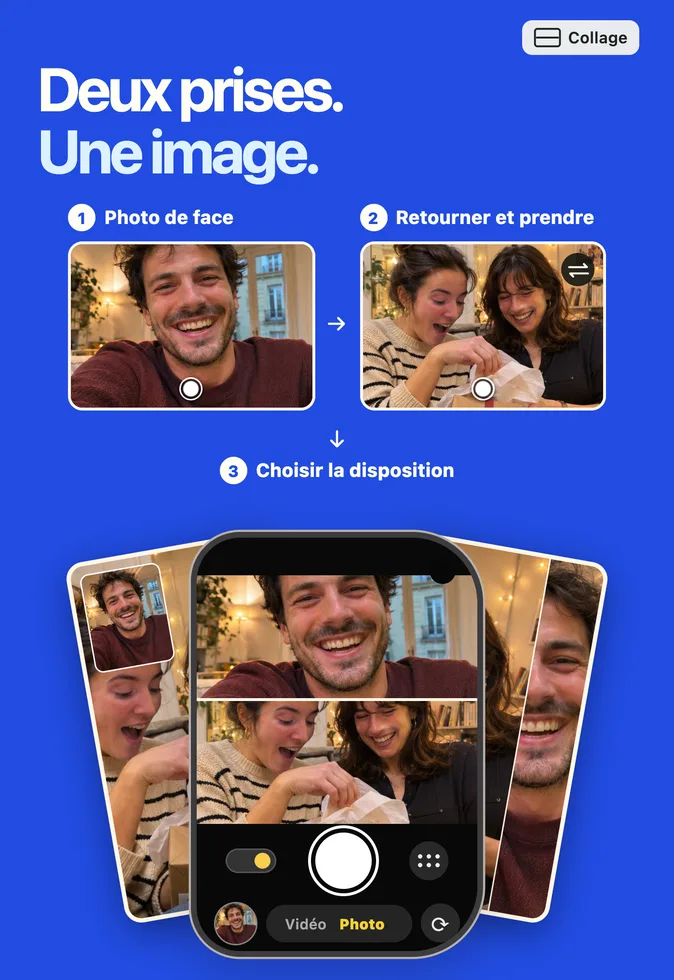 Collage
Deux prises.
Une image.
1 Photo de face
2 Retourner et prendre
3 Choisir la disposition
Vidéo Photo